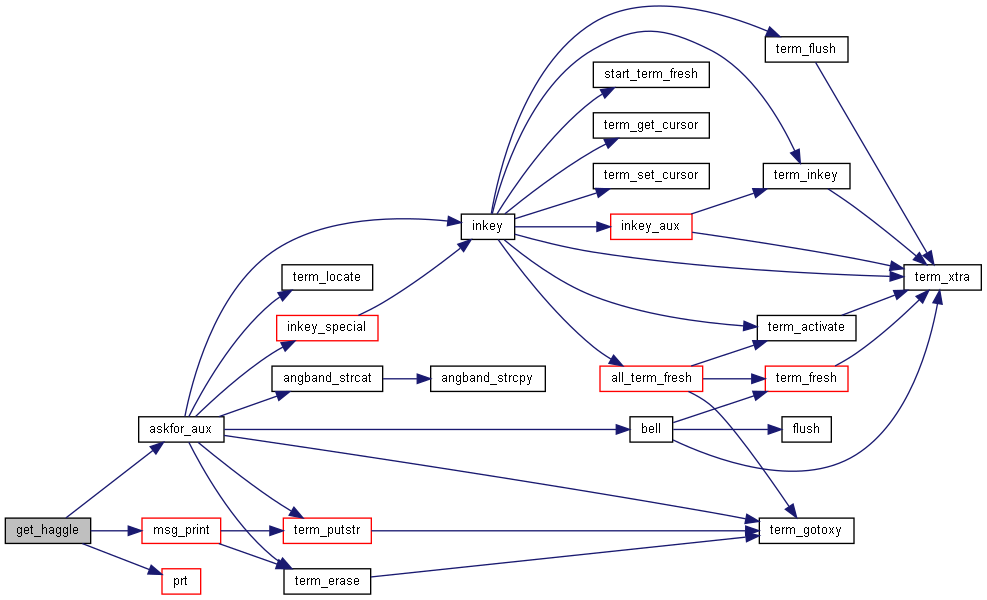 term_flush
start_term_fresh
term_get_cursor
term_set_cursor
term_inkey
inkey
inkey_aux
term_locate
term_xtra
inkey_special
term_activate
angband_strcat
angband_strcpy
all_term_fresh
term_fresh
askfor_aux
bell
flush
get_haggle
msg_print
term_putstr
term_gotoxy
prt
term_erase